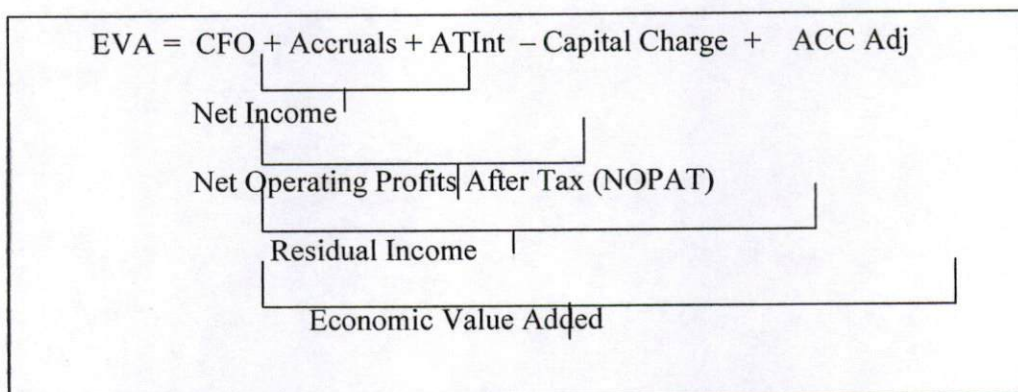 EVA = CFO + Accruals + ATInt – Capital Charge + ACC Adj
Net Income
Net Operating Profits After Tax (NOPAT)
Residual Income
Economic Value Added